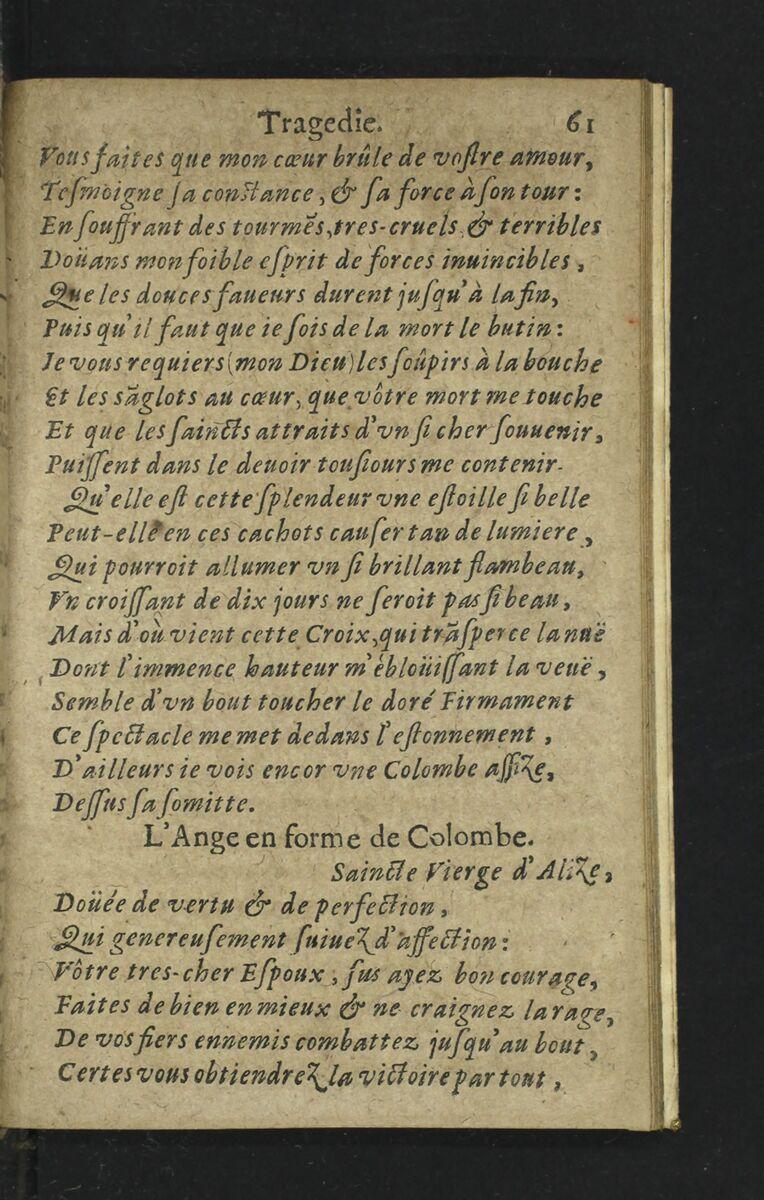 Tragedie. 61
Vous faites que mon cœur brûle de voſtre amour,
Teſmoigne ſa conſtance, & ſa force à ſon tour:
En ſouffrant des tourmẽs, tres-cruels & terribles
Doüans mon foible eſprit de forces inuincibles,
Que les douces faueurs durent juſqu'à la fin,
Puis qu'il faut que ie ſois de la mort le butin:
Je vous requiers (mon Dieu) les ſoûpirs à la bouche
Et les sãglots au cœur, que vôtre mort me touche
Et que les ſaincts attraits d'vn ſi cher ſouuenir,
Puiſſent dans le deuoir touſiours me contenir.
Qu'elle eſt cette ſplendeur vne eſtoille ſi belle
Peut-elle en ces cachots cauſer tan de lumiere,
Qui pourroit allumer vn ſi brillant flambeau,
Vn croiſſant de dix jours ne ſeroit pas ſi beau,
Mais d'où vient cette Croix, qui trãſperce la nuë
Dont l'immence hauteur m'ébloüiſſant la veuë,
Semble d'vn bout toucher le doré Firmament
Ce ſpectacle me met dedans l'eſtonnement,
D'ailleurs ie vois encor vne Colombe aſſize,
Deſſus ſa ſomitte.
L'Ange en forme de Colombe.
Saincte Vierge d'Alize,
Doüée de vertu & de perfection,
Qui genereuſement ſuiuez d'affection:
Vôtre tres-cher Eſpoux, ſus ayez bon courage,
Faites de bien en mieux & ne craignez la rage,
De vos fiers ennemis combattez juſqu'au bout,
Certes vous obtiendrez la victoire par tout,